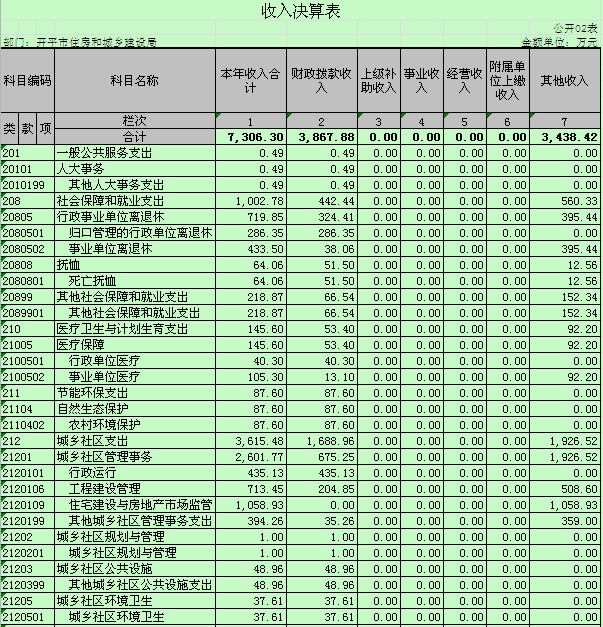 收入决算表
公开02表
部门：开平市住房和城乡建设局 金额单位：万元
科目编码 科目名称 本年收入合计 财政拨款收入 上级补助收入 事业收入 经营收入 附属单位上缴收入 其他收入
类 款 项 栏次 1 2 3 4 5 6 7
合计 7,306.30 3,867.88 0.00 0.00 0.00 0.00 3,438.42
201 一般公共服务支出 0.49 0.49 0.00 0.00 0.00 0.00 0.00
20101 人大事务 0.49 0.49 0.00 0.00 0.00 0.00 0.00
2010199 其他人大事务支出 0.49 0.49 0.00 0.00 0.00 0.00 0.00
208 社会保障和就业支出 1,002.78 442.44 0.00 0.00 0.00 0.00 560.33
20805 行政事业单位离退休 719.85 324.41 0.00 0.00 0.00 0.00 395.44
2080501 归口管理的行政单位离退休 286.35 286.35 0.00 0.00 0.00 0.00 0.00
2080502 事业单位离退休 433.50 38.06 0.00 0.00 0.00 0.00 395.44
20808 抚恤 64.06 51.50 0.00 0.00 0.00 0.00 12.56
2080801 死亡抚恤 64.06 51.50 0.00 0.00 0.00 0.00 12.56
20899 其他社会保障和就业支出 218.87 66.54 0.00 0.00 0.00 0.00 152.34
2089901 其他社会保障和就业支出 218.87 66.54 0.00 0.00 0.00 0.00 152.34
210 医疗卫生与计划生育支出 145.60 53.40 0.00 0.00 0.00 0.00 92.20
21005 医疗保障 145.60 53.40 0.00 0.00 0.00 0.00 92.20
2100501 行政单位医疗 40.30 40.30 0.00 0.00 0.00 0.00 0.00
2100502 事业单位医疗 105.30 13.10 0.00 0.00 0.00 0.00 92.20
211 节能环保支出 87.60 87.60 0.00 0.00 0.00 0.00 0.00
21104 自然生态保护 87.60 87.60 0.00 0.00 0.00 0.00 0.00
2110402 农村环境保护 87.60 87.60 0.00 0.00 0.00 0.00 0.00
212 城乡社区支出 3,615.48 1,688.96 0.00 0.00 0.00 0.00 1,926.52
21201 城乡社区管理事务 2,601.77 675.25 0.00 0.00 0.00 0.00 1,926.52
2120101 行政运行 435.13 435.13 0.00 0.00 0.00 0.00 0.00
2120106 工程建设管理 713.45 204.85 0.00 0.00 0.00 0.00 508.60
2120109 住宅建设与房地产市场监管 1,058.93 0.00 0.00 0.00 0.00 0.00 1,058.93
2120199 其他城乡社区管理事务支出 394.26 35.26 0.00 0.00 0.00 0.00 359.00
21202 城乡社区规划与管理 1.00 1.00 0.00 0.00 0.00 0.00 0.00
2120201 城乡社区规划与管理 1.00 1.00 0.00 0.00 0.00 0.00 0.00
21203 城乡社区公共设施 48.96 48.96 0.00 0.00 0.00 0.00 0.00
2120399 其他城乡社区公共设施支出 48.96 48.96 0.00 0.00 0.00 0.00 0.00
21205 城乡社区环境卫生 37.61 37.61 0.00 0.00 0.00 0.00 0.00
2120501 城乡社区环境卫生 37.61 37.61 0.00 0.00 0.00 0.00 0.00